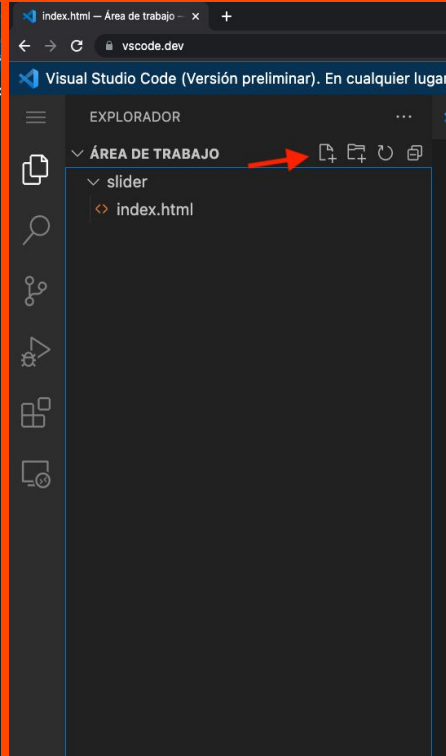 index.html — Área de trabajo –
vscode.dev
Visual Studio Code (Versión preliminar). En cualquier lugar
EXPLORADOR
ÁREA DE TRABAJO
slider
index.html